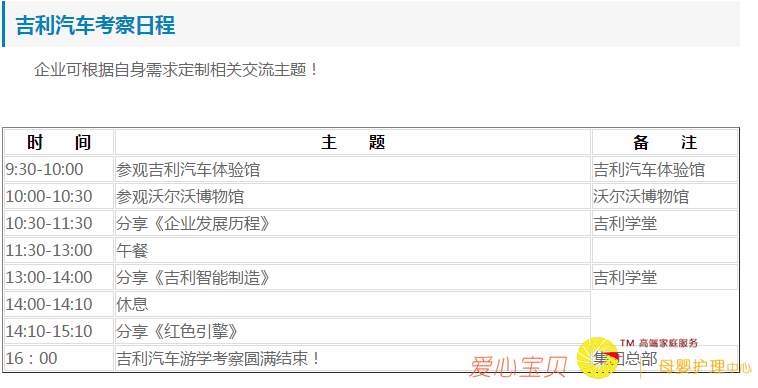 吉利汽车考察日程
企业可根据自身需求定制相关交流主题！
时 间 主 题 备 注
9:30-10:00 参观吉利汽车体验馆 吉利汽车体验馆
10:00-10:30 参观沃尔沃博物馆 沃尔沃博物馆
10:30-11:30 分享《企业发展历程》 吉利学堂
11:30-13:00 午餐
13:00-14:00 分享《吉利智能制造》 吉利学堂
14:00-14:10 休息
14:10-15:10 分享《红色引擎》
16：00 吉利汽车游学考察圆满结束！ 集团总部
TM 高端家庭服务
爱心宝贝 母婴护理中心